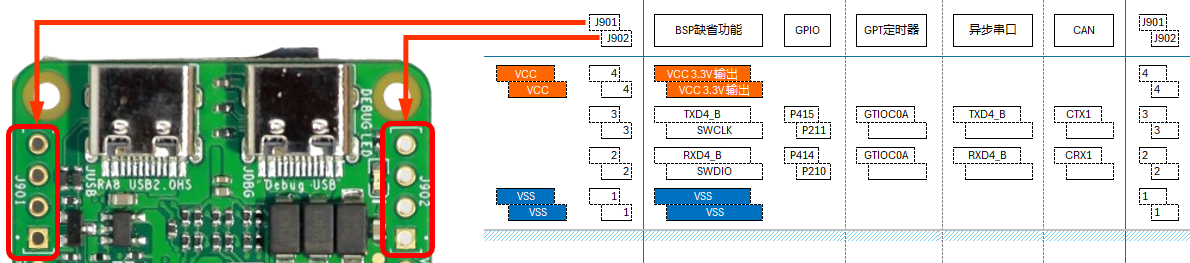 J901
J902
BSP缺省功能
GPIO
GPT定时器
异步串口
CAN
J901
J902
VCC
4
VCC 3.3V 输出
4
VCC
4
VCC 3.3V 输出
4
3
TXD4_B
P415
GTIOC0A
TXD4_B
CTX1
3
3
SWCLK
P211
3
2
RXD4_B
P414
GTIOC0A
RXD4_B
CRX1
2
2
SWDIO
P210
2
VSS
1
VSS
1
VSS
1
VSS
1
DEBUG LED
J901
JUSB
RA8 USB2.0HS
JDBG
Debug USB
J902